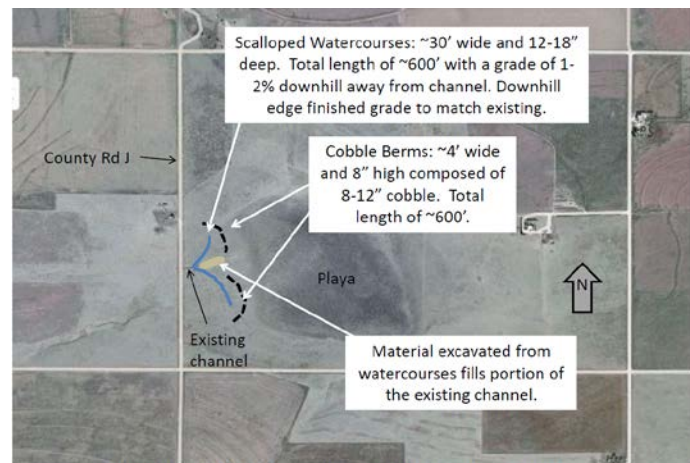 Scalloped Watercourses: ~30' wide and 12-18"
deep. Total length of ~600' with a grade of 1-
2% downhill away from channel. Downhill
edge finished grade to match existing.
County Rd J
Cobble Berms: ~4' wide
and 8" high composed of
8-12" cobble. Total
length of ~600'.
Playa
N
Existing
channel
Material excavated from
watercourses fills portion of
the existing channel.